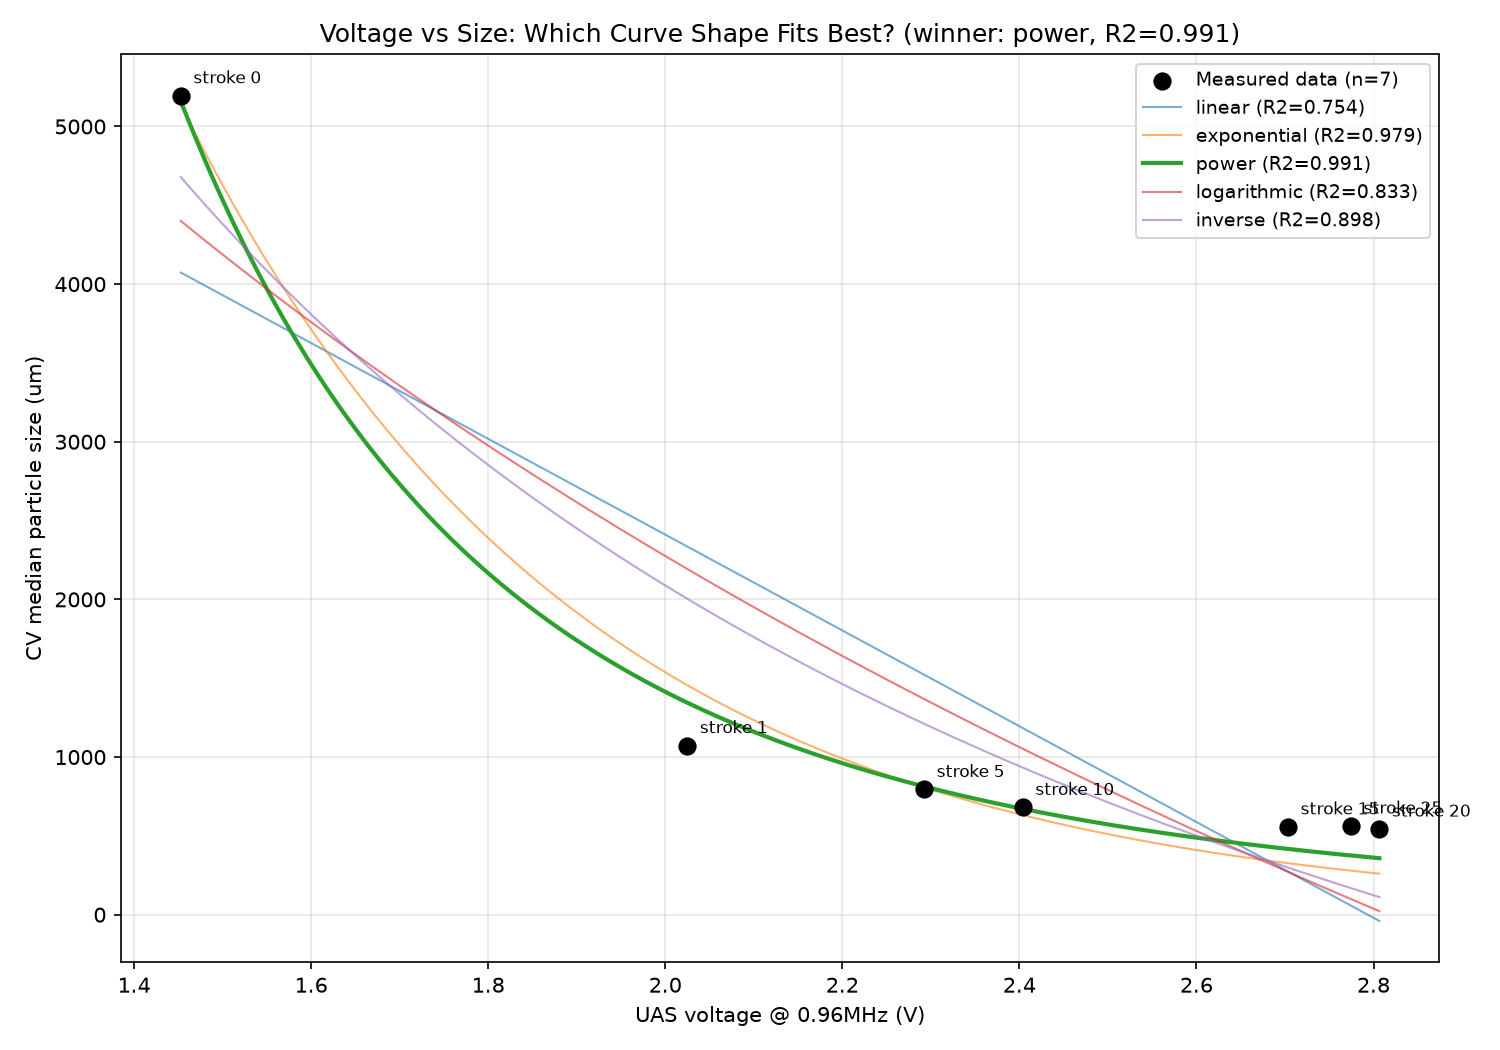 Voltage vs Size: Which Curve Shape Fits Best? (winner: power, R2=0.991)
stroke 0
Measured data (n=7)
linear (R2=0.754)
exponential (R2=0.979)
power (R2=0.991)
logarithmic (R2=0.833)
inverse (R2=0.898)
CV median particle size (um)
5000
4000
3000
2000
1000
0
stroke 1
stroke 5
stroke 10
stroke 15
stroke 25
stroke 20
1.4
1.6
1.8
2.0
2.2
2.4
2.6
2.8
UAS voltage @ 0.96MHz (V)